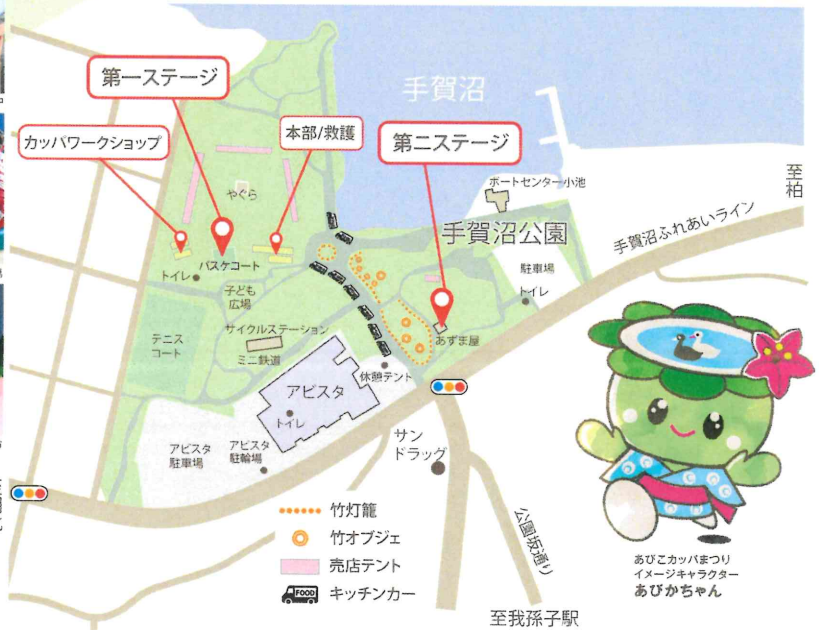 第一ステージ
手賀沼
カッパワークショップ
本部/救護
第二ステージ
至柏
やぐら
ボートセンター小池
手賀沼公園
手賀沼ふれあいライン
トイレ
バスケコート
駐車場
トイレ
子ども
広場
テニス
コート
サイクルステーション
ミニ鉄道
あずま屋
休憩テント
アビスタ
トイレ
サン
ドラッグ
アビスタ
駐車場
アビスタ
駐輪場
竹灯籠
竹オブジェ
売店テント
FOOD
キッチンカー
公園坂通り
至我孫子駅
あびこカッパまつり
イメージキャラクター
あびかちゃん